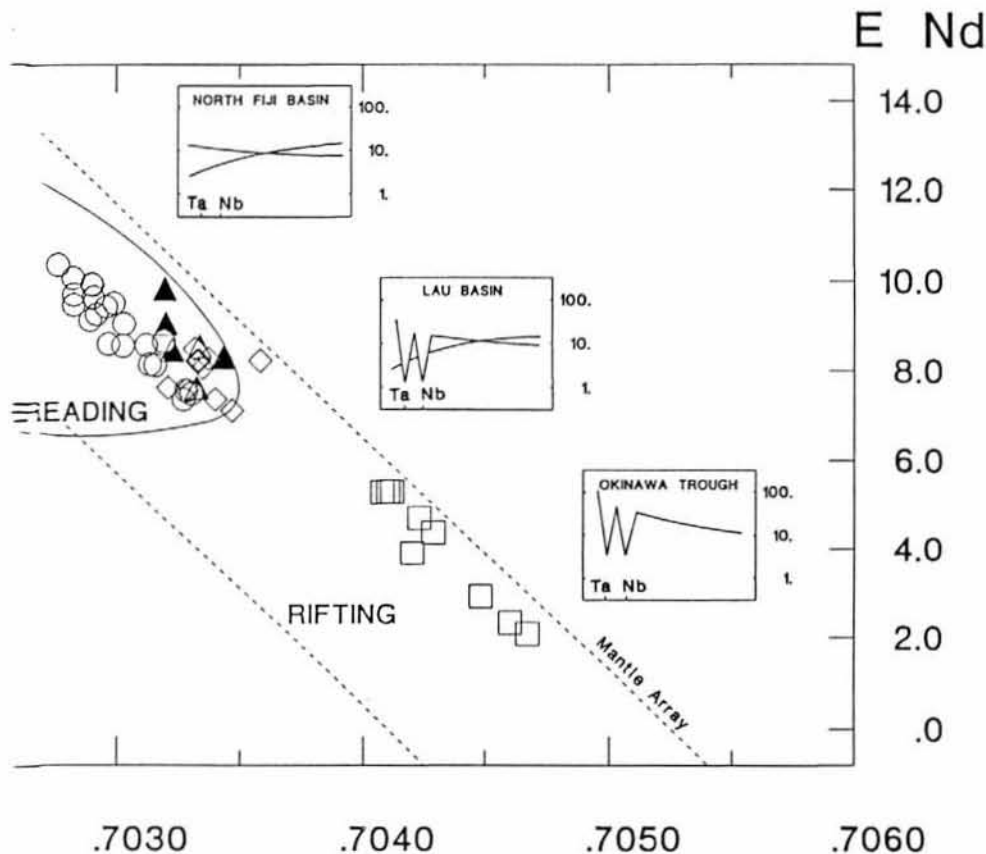 E Nd
NORTH FIJI BASIN
100.
10.
1.
Ta Nb
14.0
12.0
10.0
8.0
6.0
4.0
2.0
.0
LAU BASIN
100.
10.
1.
Ta Nb
READING
OKINAWA TROUGH
100.
10.
1.
Ta Nb
RIFTING
Mantle Array
.7030 .7040 .7050 .7060